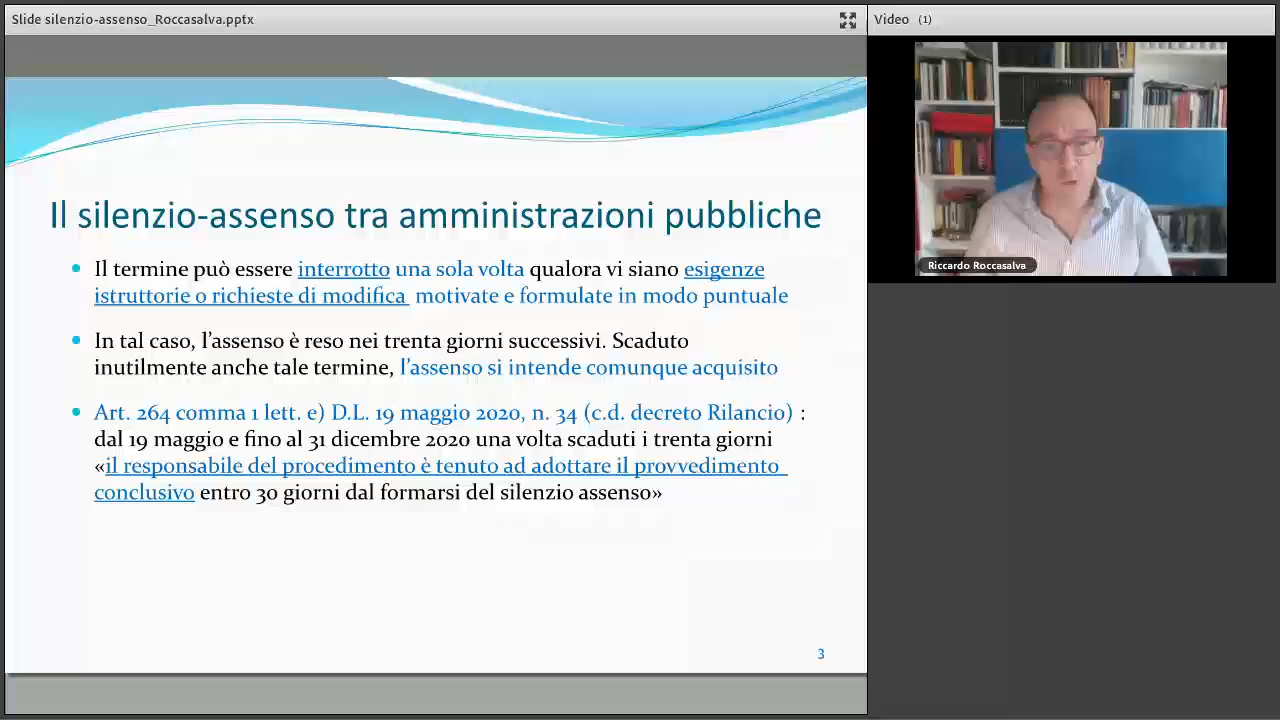 Slide silenzio-assenso_Roccasalva.pptx
Video (1)
Riccardo Roccasalva
Il silenzio-assenso tra amministrazioni pubbliche
Il termine può essere interrotto una sola volta qualora vi siano esigenze
istruttorie o richieste di modifica motivate e formulate in modo puntuale
In tal caso, l'assenso è reso nei trenta giorni successivi. Scaduto
inutilmente anche tale termine, l'assenso si intende comunque acquisito
Art. 264 comma 1 lett. e) D.L. 19 maggio 2020, n. 34 (c.d. decreto Rilancio) :
dal 19 maggio e fino al 31 dicembre 2020 una volta scaduti i trenta giorni
«il responsabile del procedimento è tenuto ad adottare il provvedimento
conclusivo entro 30 giorni dal formarsi del silenzio assenso»
3